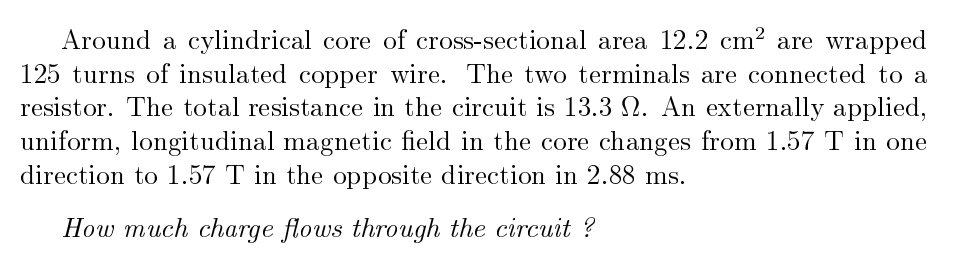 Around a cylindrical core of cross-sectional area 12.2 cm² are wrapped
125 turns of insulated copper wire. The two terminals are connected to a
resistor. The total resistance in the circuit is 13.3 Ω. An externally applied,
uniform, longitudinal magnetic field in the core changes from 1.57 T in one
direction to 1.57 T in the opposite direction in 2.88 ms.
How much charge flows through the circuit ?